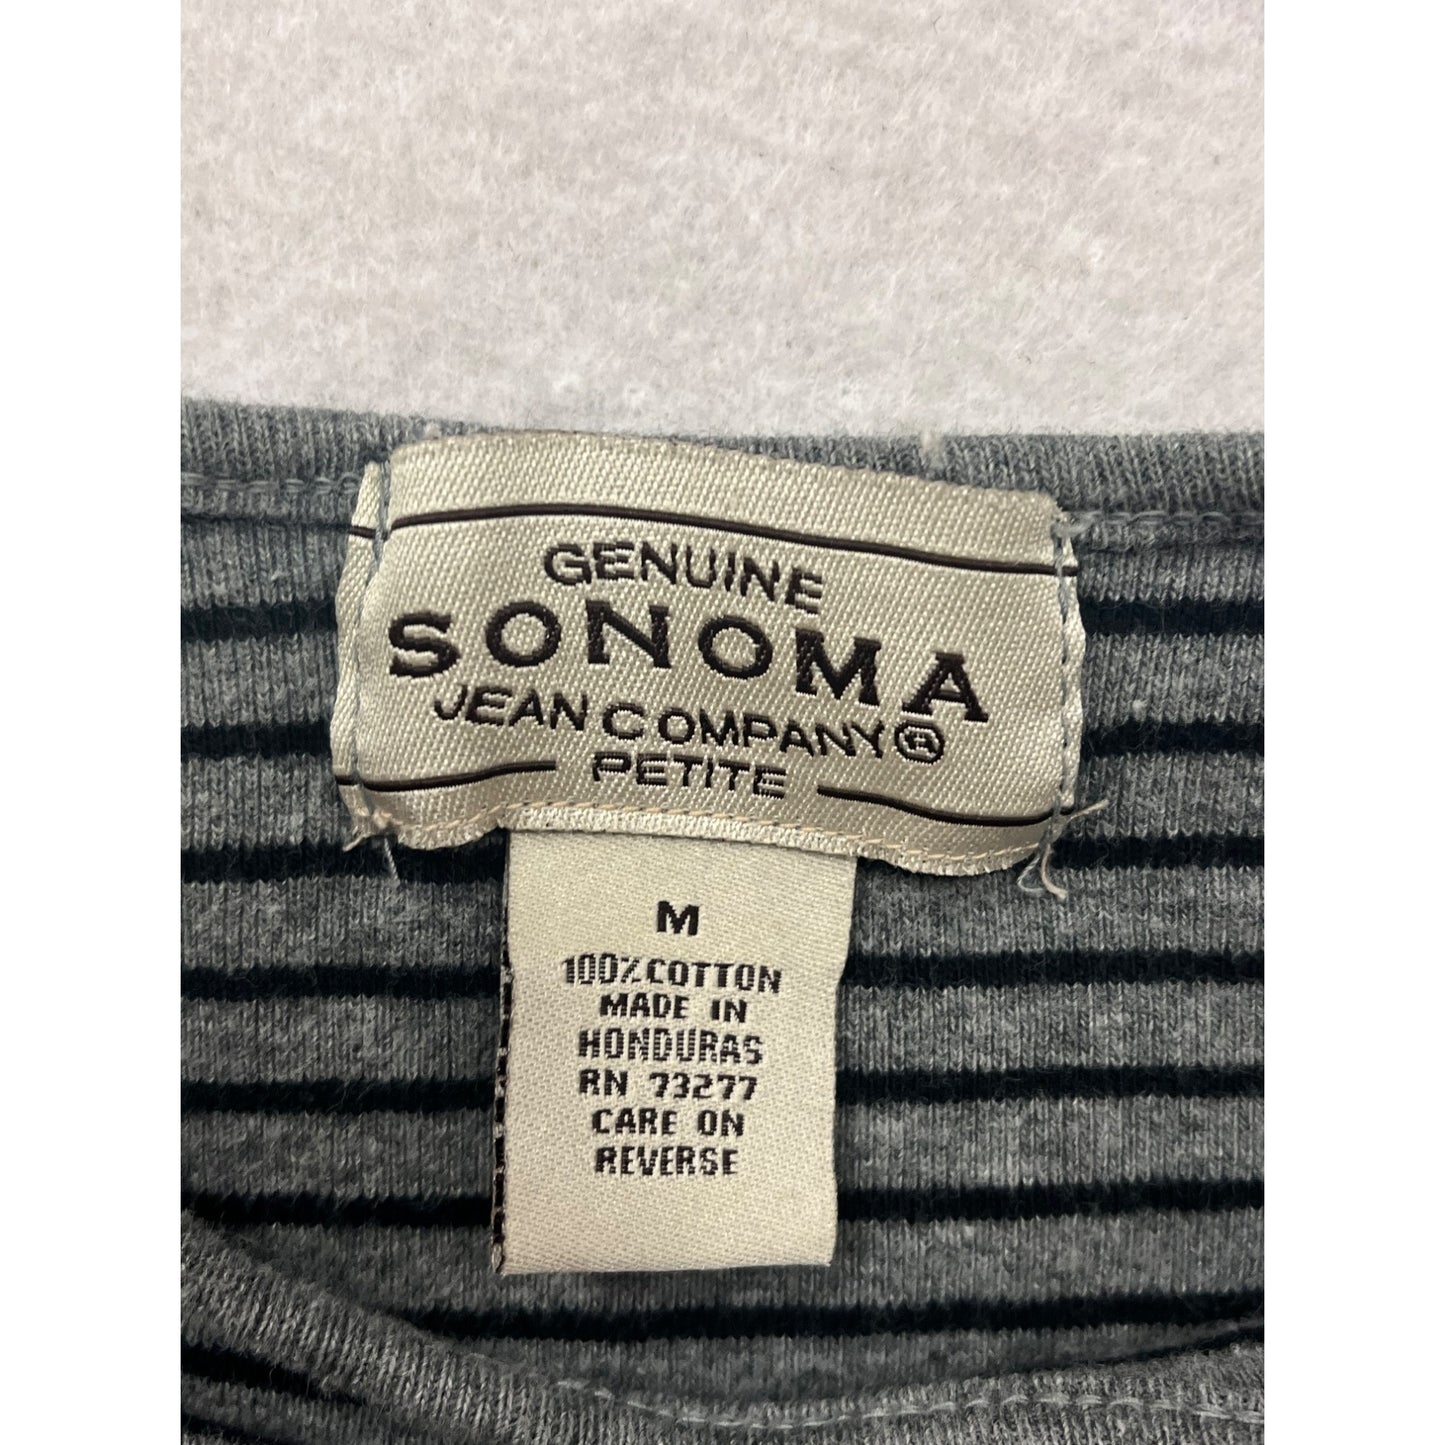 GENUINE
SONOMA
JEAN COMPANY®
PETITE
M
100% COTTON
MADE IN
HONDURAS
RN 73277
CARE ON
REVERSE